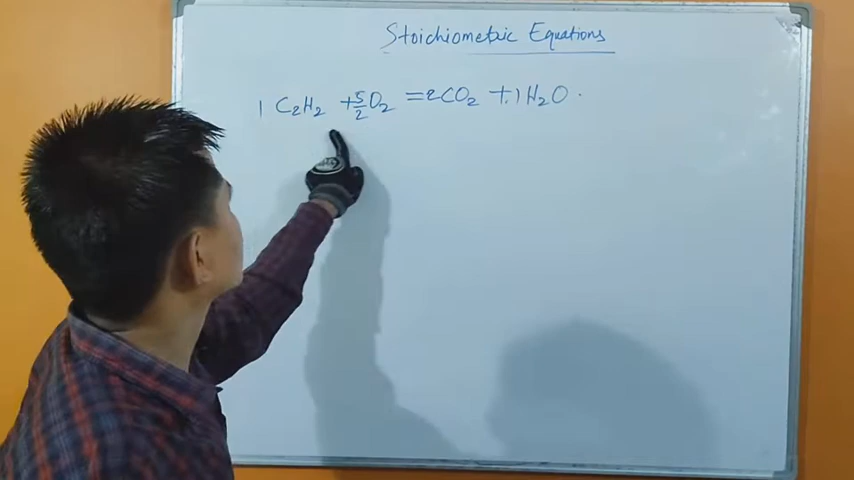 Stoichiometric Equations
1 C₂H₂ + 5/2 O₂ = 2CO₂ + 1 H₂O.